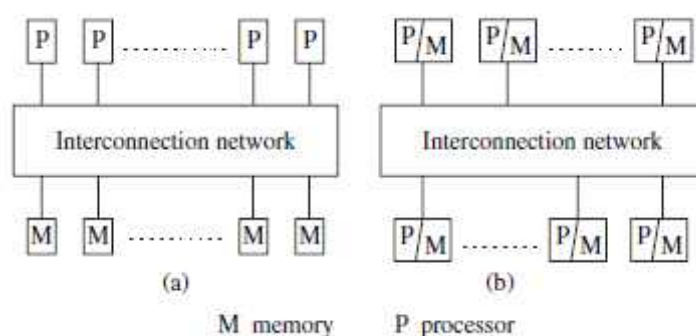 P P P P P/M P/M P/M
Interconnection network Interconnection network
M M M M P/M P/M P/M
(a) (b)
M memory P processor